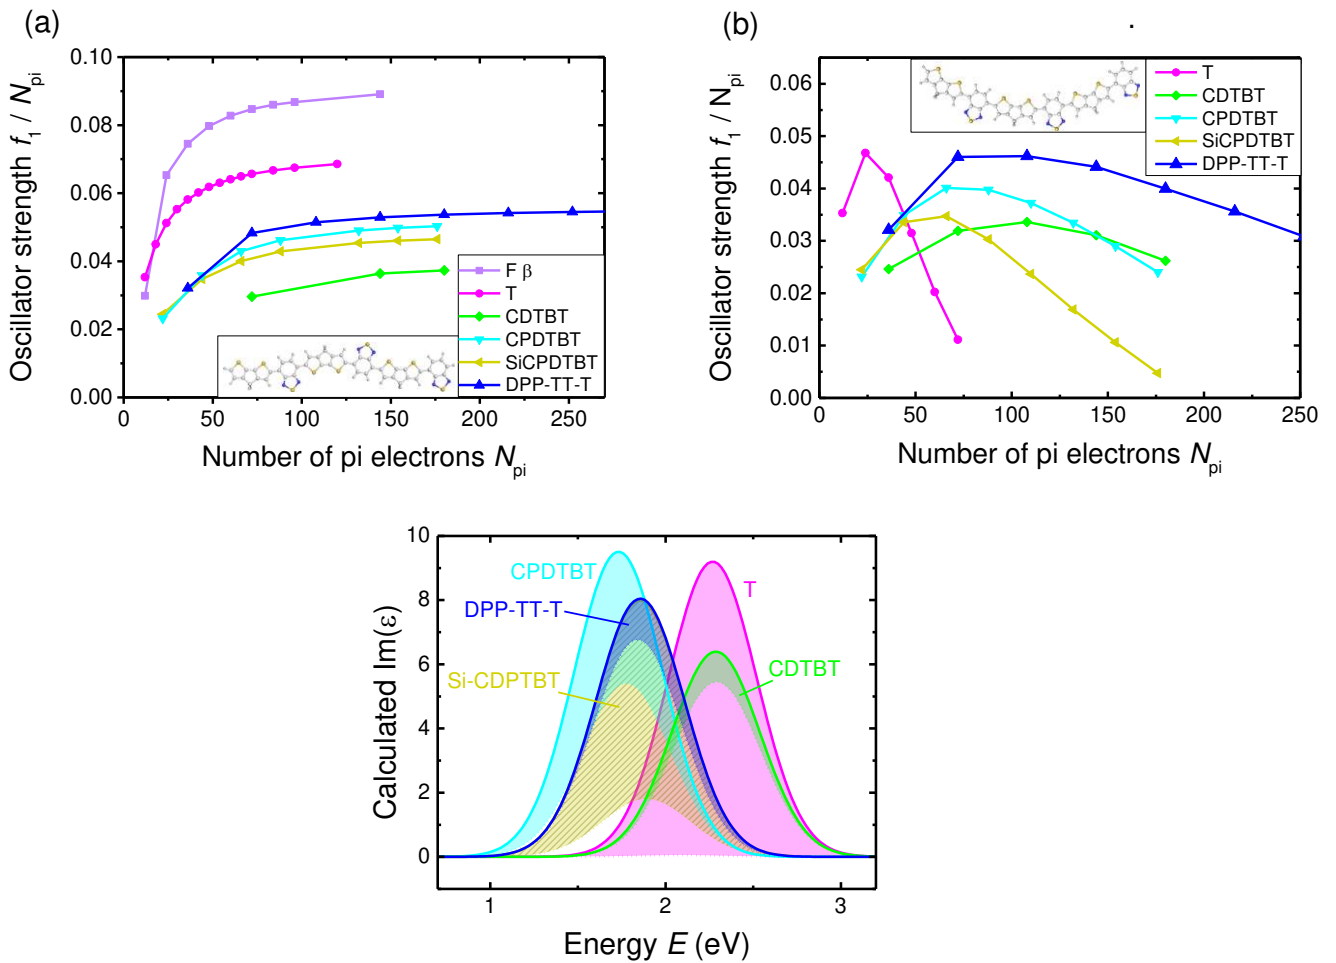 (a)
0.10
0.08
0.06
0.04
0.02
0.00
Oscillator strength f1 / Npi
0 50 100 150 200 250
Number of pi electrons Npi
F β
T
CDTBT
CPDTBT
SiCPDTBT
DPP-TT-T
(b)
.
0.06
0.05
0.04
0.03
0.02
0.01
0.00
Oscillator strength f1 / Npi
0 50 100 150 200 250
Number of pi electrons Npi
T
CDTBT
CPDTBT
SiCPDTBT
DPP-TT-T
10
8
6
4
2
0
Calculated Im(ε)
CPDTBT
DPP-TT-T
Si-CDPTBT
T
CDTBT
1 2 3
Energy E (eV)